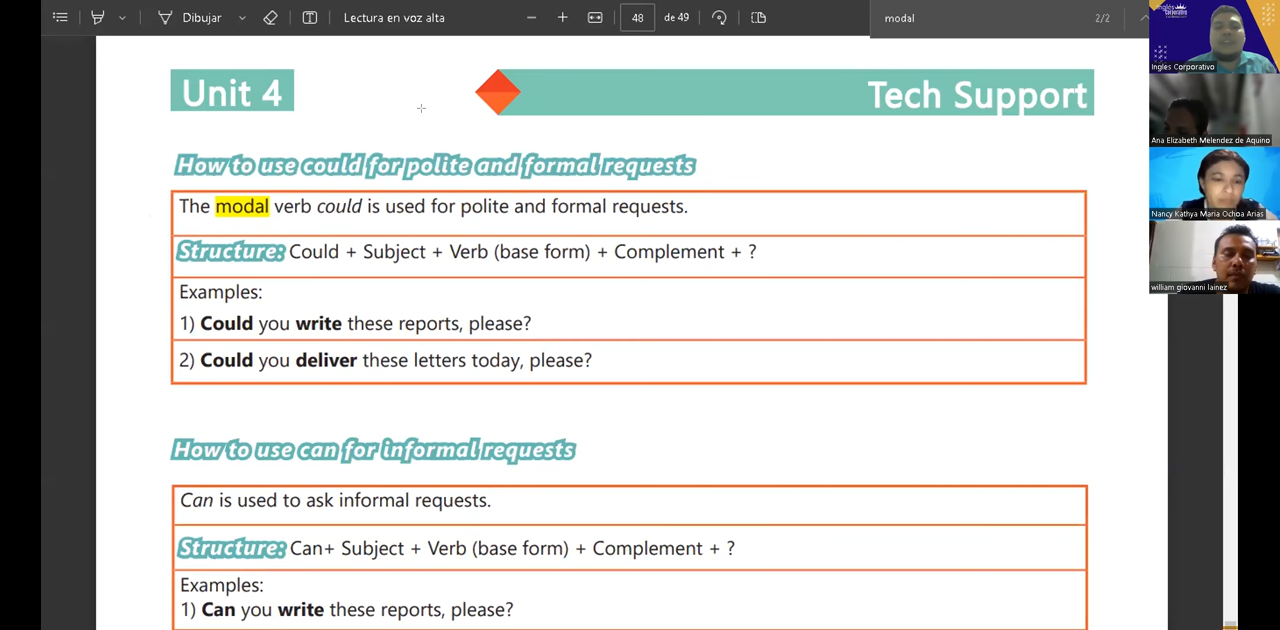 Dibujar
Lectura en voz alta
48
de 49
modal
2/2
Unit 4
Tech Support
How to use could for polite and formal requests
The modal verb could is used for polite and formal requests.
Structure: Could + Subject + Verb (base form) + Complement + ?
Examples:
1) Could you write these reports, please?
2) Could you deliver these letters today, please?
How to use can for informal requests
Can is used to ask informal requests.
Structure: Can+ Subject + Verb (base form) + Complement + ?
Examples:
1) Can you write these reports, please?
Inglés Corporativo
Ana Elizabeth Melendez de Aquino
Nancy Kathya Maria Ochoa Arias
william giovanni lainez